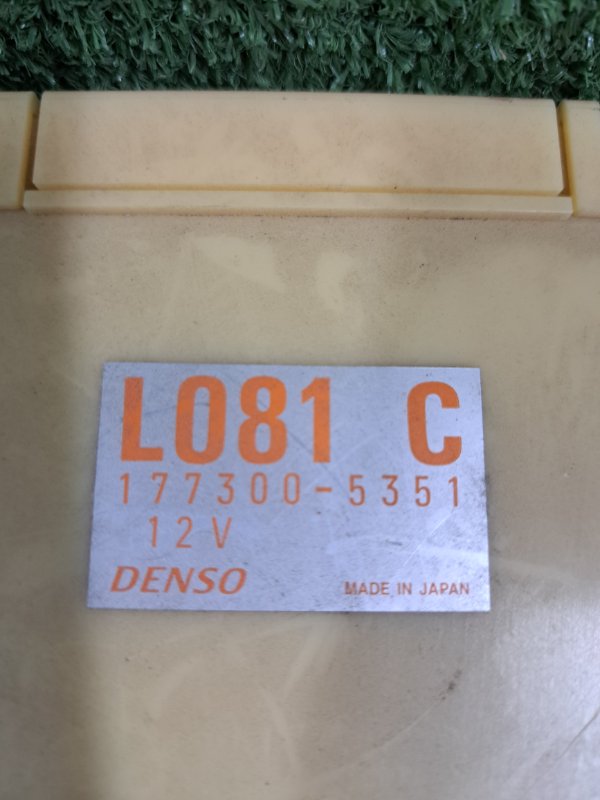 L081 C
177300-5351
12V
DENSO MADE IN JAPAN